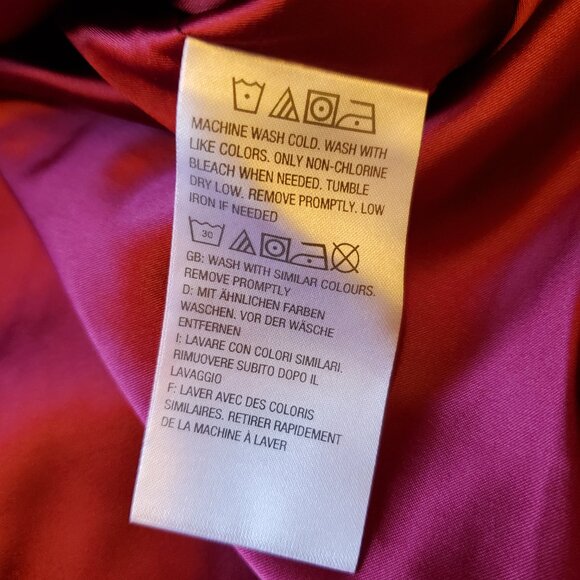 MACHINE WASH COLD. WASH WITH
LIKE COLORS. ONLY NON-CHLORINE
BLEACH WHEN NEEDED. TUMBLE
DRY LOW. REMOVE PROMPTLY. LOW
IRON IF NEEDED
30
GB: WASH WITH SIMILAR COLOURS.
REMOVE PROMPTLY
D: MIT ÄHNLICHEN FARBEN
WASCHEN. VOR DER WÄSCHE
ENTFERNEN
I: LAVARE CON COLORI SIMILARI.
RIMUOVERE SUBITO DOPO IL
LAVAGGIO
F: LAVER AVEC DES COLORIS
SIMILAIRES. RETIRER RAPIDEMENT
DE LA MACHINE À LAVER